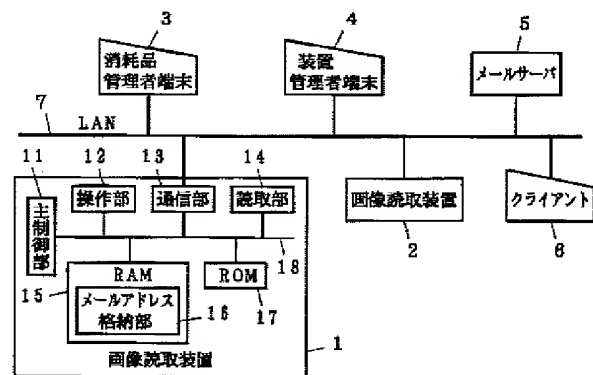 3
4
5
消耗品
管理者端末
装置
管理者端末
メールサーバ
7
LAN
11
12
13
14
操作部
通信部
読取部
主制御部
画像読取装置
クライアント
2
6
18
RAM
ROM
15
メールアドレス
格納部
16
17
画像読取装置
1